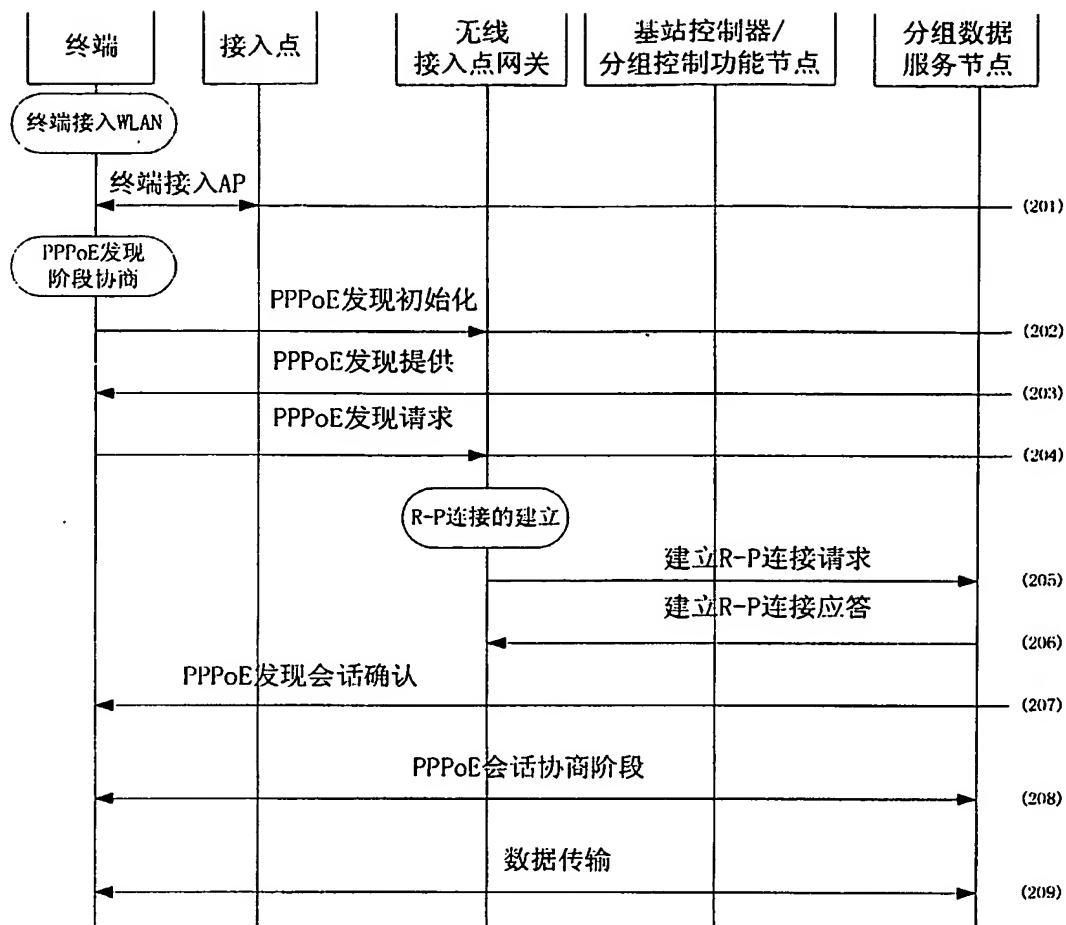 终端
接入点
无线
接入点网关
基站控制器/
分组控制功能节点
分组数据
服务节点
终端接入WLAN
终端接入AP
(201)
PPPoE发现
阶段协商
PPPoE发现初始化
(202)
PPPoE发现提供
(203)
PPPoE发现请求
(204)
R-P连接的建立
建立R-P连接请求
(205)
建立R-P连接应答
(206)
PPPoE发现会话确认
(207)
PPPoE会话协商阶段
(208)
数据传输
(209)